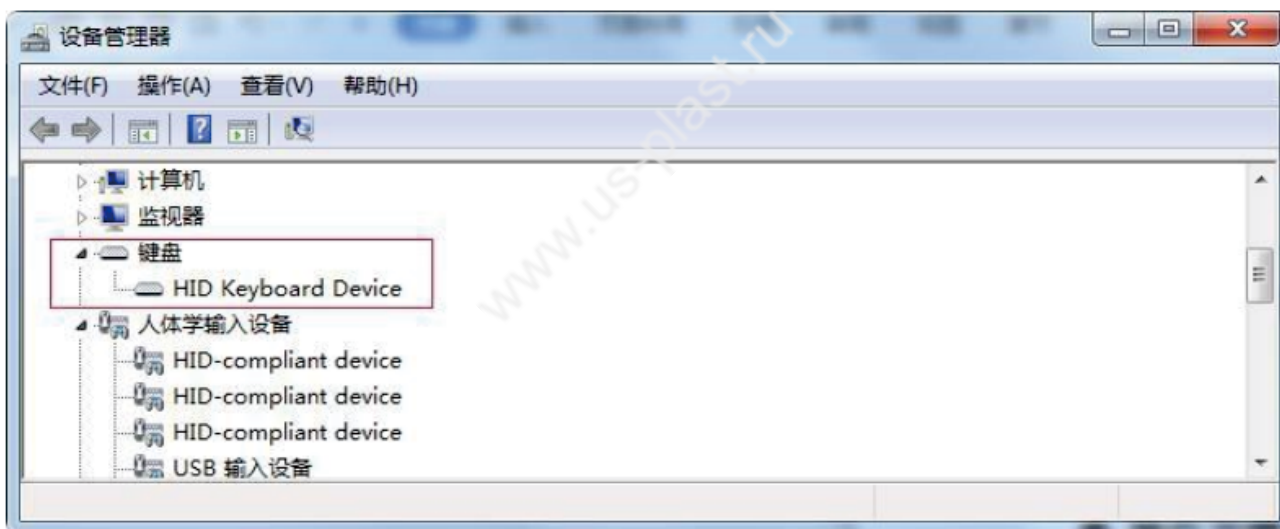 设备管理器
文件(F) 操作(A) 查看(V) 帮助(H)
计算机
监视器
键盘
HID Keyboard Device
人体学输入设备
HID-compliant device
HID-compliant device
HID-compliant device
USB 输入设备
www.us-plast.ru